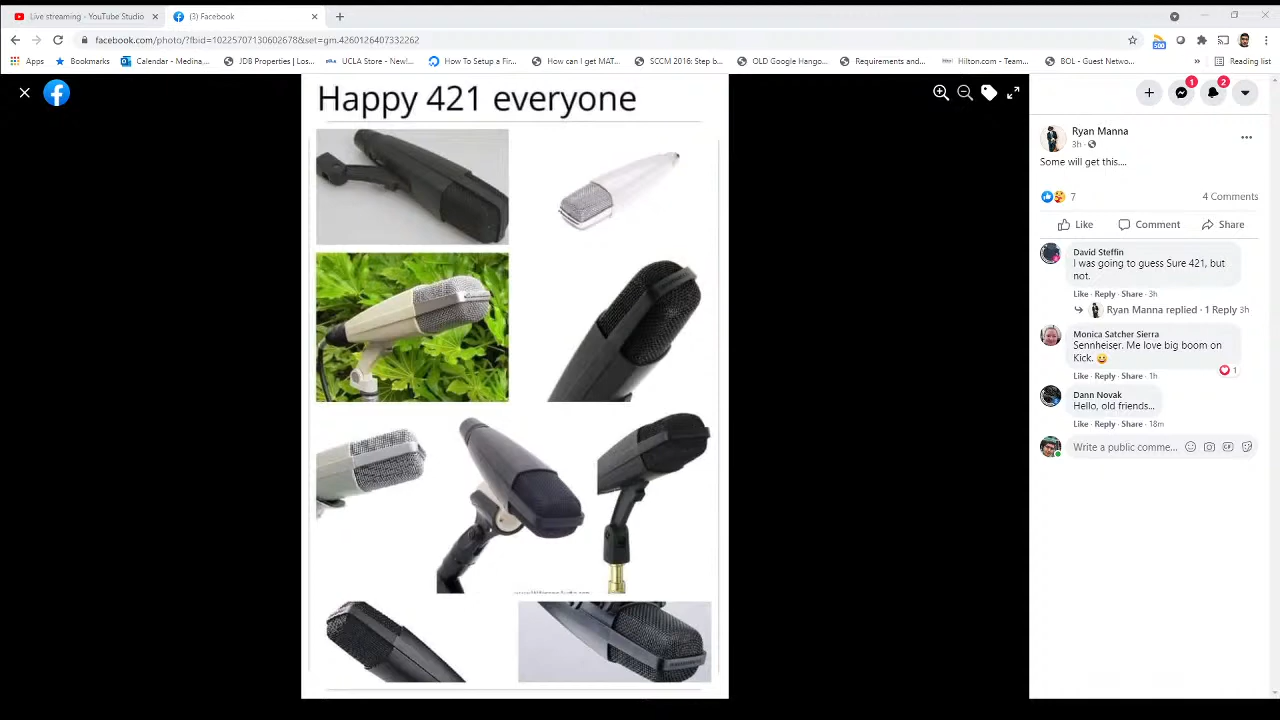 Live streaming - YouTube Studio
(3) Facebook
facebook.com/photo/?fbid=10225707130602678&set=gm.4260126407332262
500
Apps
Bookmarks
Calendar - Medina,...
JDB Properties | Los...
UCLA Store - Newl...
How To Setup a Fir...
How can I get MAT...
SCCM 2016: Step b...
OLD Google Hango...
Requirements and...
Hilton.com - Team...
BOL - Guest Netwo...
»
Reading list
Happy 421 everyone
1
2
Ryan Manna
3h ·
Some will get this....
7
4 Comments
Like
Comment
Share
David Steffin
I was going to guess Sure 421, but
not.
Like · Reply · Share · 3h
Ryan Manna replied · 1 Reply 3h
Monica Satcher Sierra
Sennheiser. Me love big boom on
Kick. 😀
1
Like · Reply · Share · 1h
Dann Novak
Hello, old friends...
Like · Reply · Share · 18m
Write a public comme...
GIF